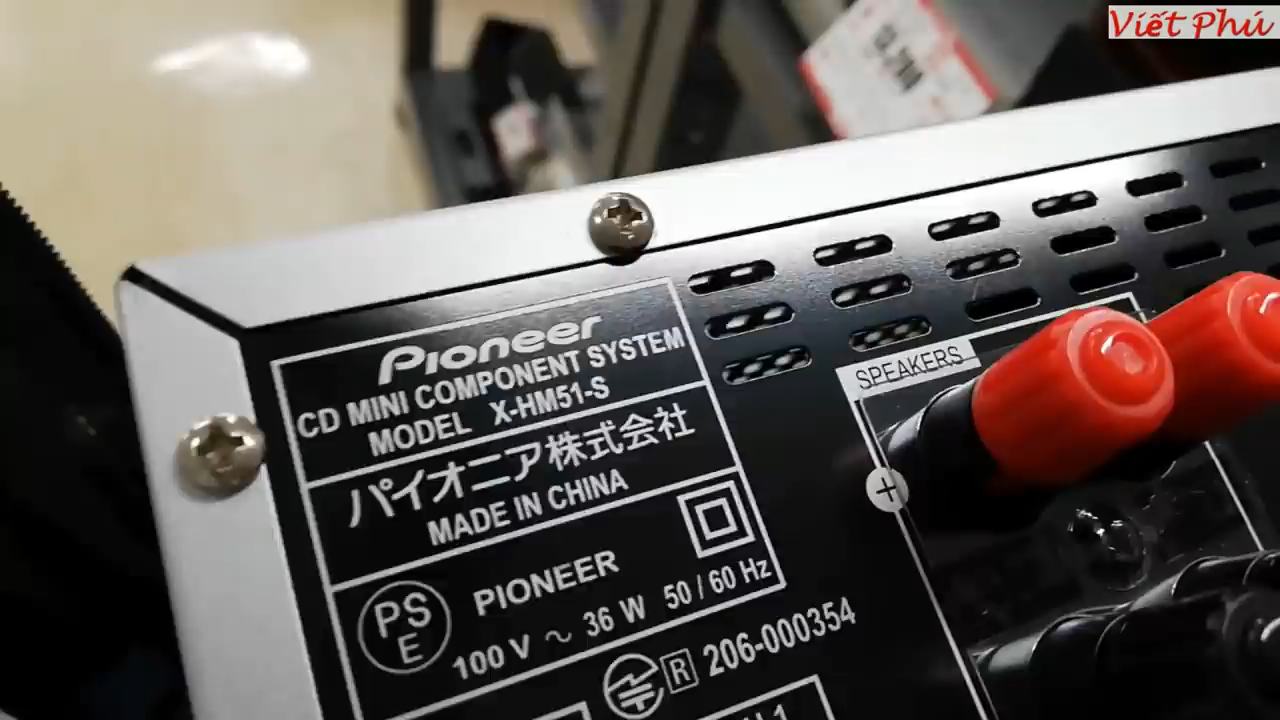 Viết Phú
Pioneer
CD MINI COMPONENT SYSTEM
MODEL X-HM51-S
パイオニア株式会社
MADE IN CHINA
PS
E
PIONEER
100 V ~ 36 W 50 / 60 Hz
R 206-000354
SPEAKERS
+